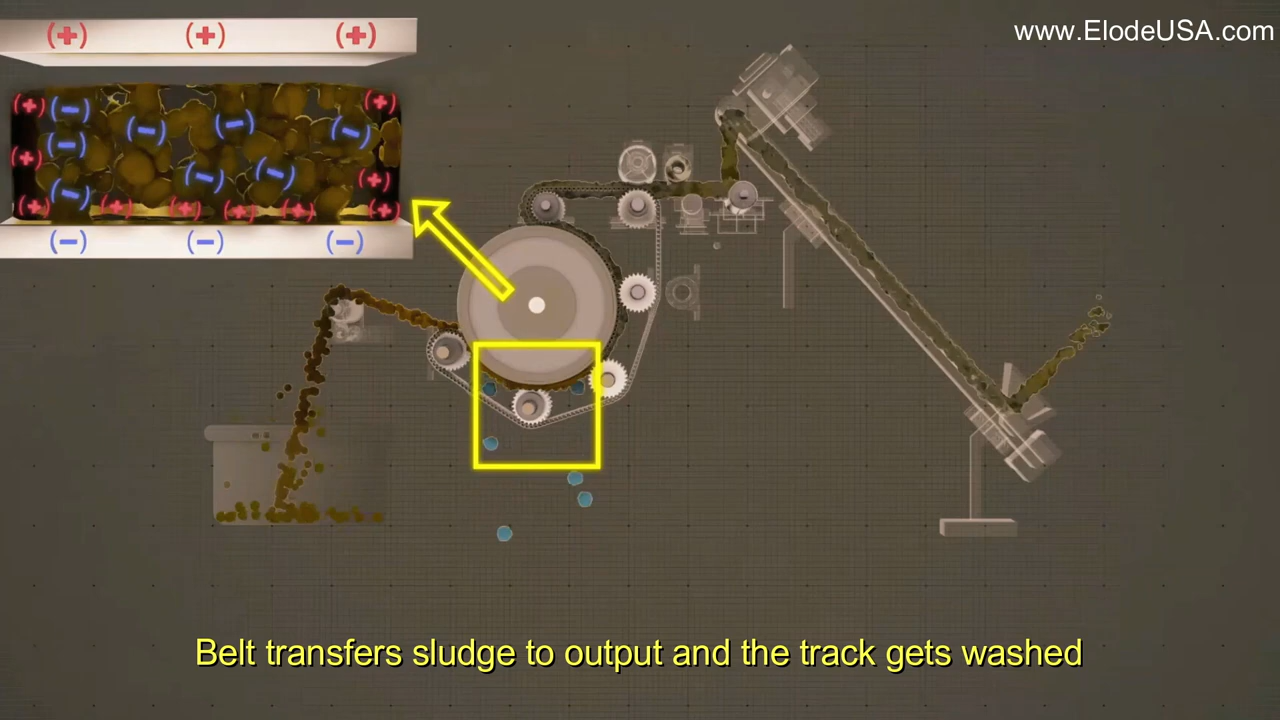 (+) (+) (+)
www.ElodeUSA.com
(+) (-) (+)
(-) (-) (-)
(-)
(+) (+)
(-) (-) (-)
(+) (+) (+) (+) (+) (+)
(-) (-) (-)
Belt transfers sludge to output and the track gets washed